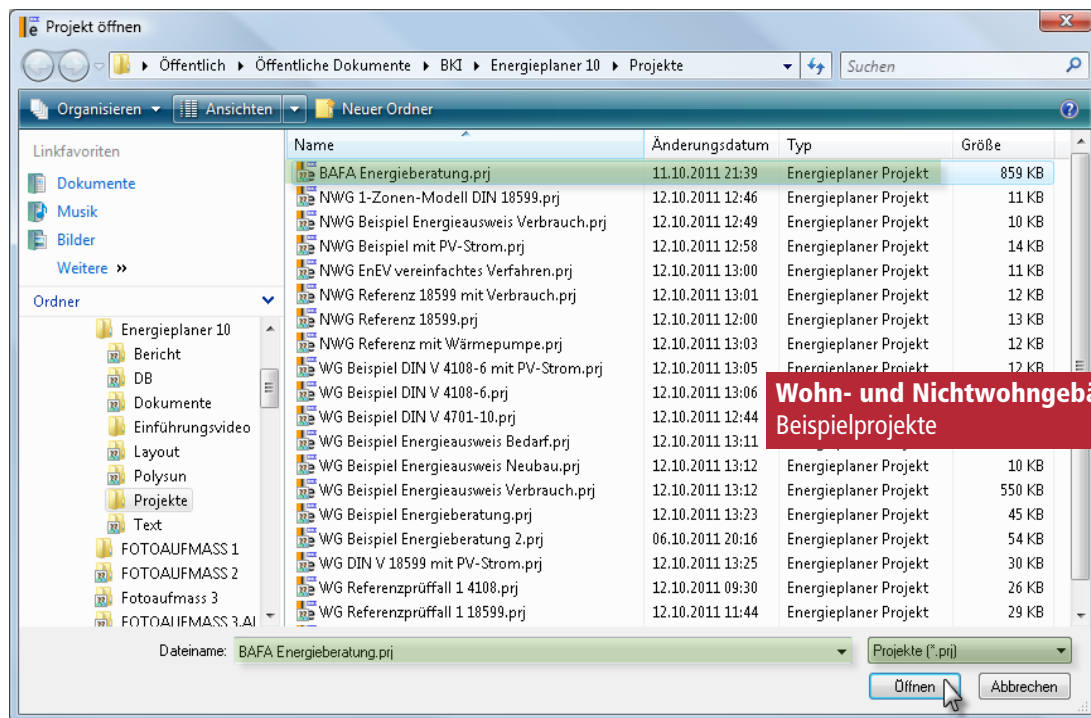 Projekt öffnen
Öffentlich ▸ Öffentliche Dokumente ▸ BKI ▸ Energieplaner 10 ▸ Projekte
Suchen
Organisieren Ansichten Neuer Ordner
Linkfavoriten
Dokumente
Musik
Bilder
Weitere »
Ordner
Energieplaner 10
Bericht
DB
Dokumente
Einführungsvideo
Layout
Polysun
Projekte
Text
FOTOAUFMASS 1
FOTOAUFMASS 2
Fotoaufmass 3
FOTOAUFMASS 3.AI
Name Änderungsdatum Typ Größe
BAFA Energieberatung.prj 11.10.2011 21:39 Energieplaner Projekt 859 KB
NWG 1-Zonen-Modell DIN 18599.prj 12.10.2011 12:46 Energieplaner Projekt 11 KB
NWG Beispiel Energieausweis Verbrauch.prj 12.10.2011 12:49 Energieplaner Projekt 10 KB
NWG Beispiel mit PV-Strom.prj 12.10.2011 12:58 Energieplaner Projekt 14 KB
NWG EnEV vereinfachtes Verfahren.prj 12.10.2011 13:00 Energieplaner Projekt 11 KB
NWG Referenz 18599 mit Verbrauch.prj 12.10.2011 13:01 Energieplaner Projekt 12 KB
NWG Referenz 18599.prj 12.10.2011 12:00 Energieplaner Projekt 13 KB
NWG Referenz mit Wärmepumpe.prj 12.10.2011 13:03 Energieplaner Projekt 12 KB
WG Beispiel DIN V 4108-6 mit PV-Strom.prj 12.10.2011 13:05 Energieplaner Projekt 12 KB
WG Beispiel DIN V 4108-6.prj 12.10.2011 13:06
WG Beispiel DIN V 4701-10.prj 12.10.2011 12:44
WG Beispiel Energieausweis Bedarf.prj 12.10.2011 13:11
WG Beispiel Energieausweis Neubau.prj 12.10.2011 13:12 Energieplaner Projekt 10 KB
WG Beispiel Energieausweis Verbrauch.prj 12.10.2011 13:12 Energieplaner Projekt 550 KB
WG Beispiel Energieberatung.prj 12.10.2011 13:23 Energieplaner Projekt 45 KB
WG Beispiel Energieberatung 2.prj 06.10.2011 20:16 Energieplaner Projekt 54 KB
WG DIN V 18599 mit PV-Strom.prj 12.10.2011 13:25 Energieplaner Projekt 30 KB
WG Referenzprüffall 1 4108.prj 12.10.2011 09:30 Energieplaner Projekt 26 KB
WG Referenzprüffall 1 18599.prj 12.10.2011 11:44 Energieplaner Projekt 29 KB
Wohn- und Nichtwohngebä
Beispielprojekte
Dateiname: BAFA Energieberatung.prj Projekte (*.prj)
Öffnen Abbrechen